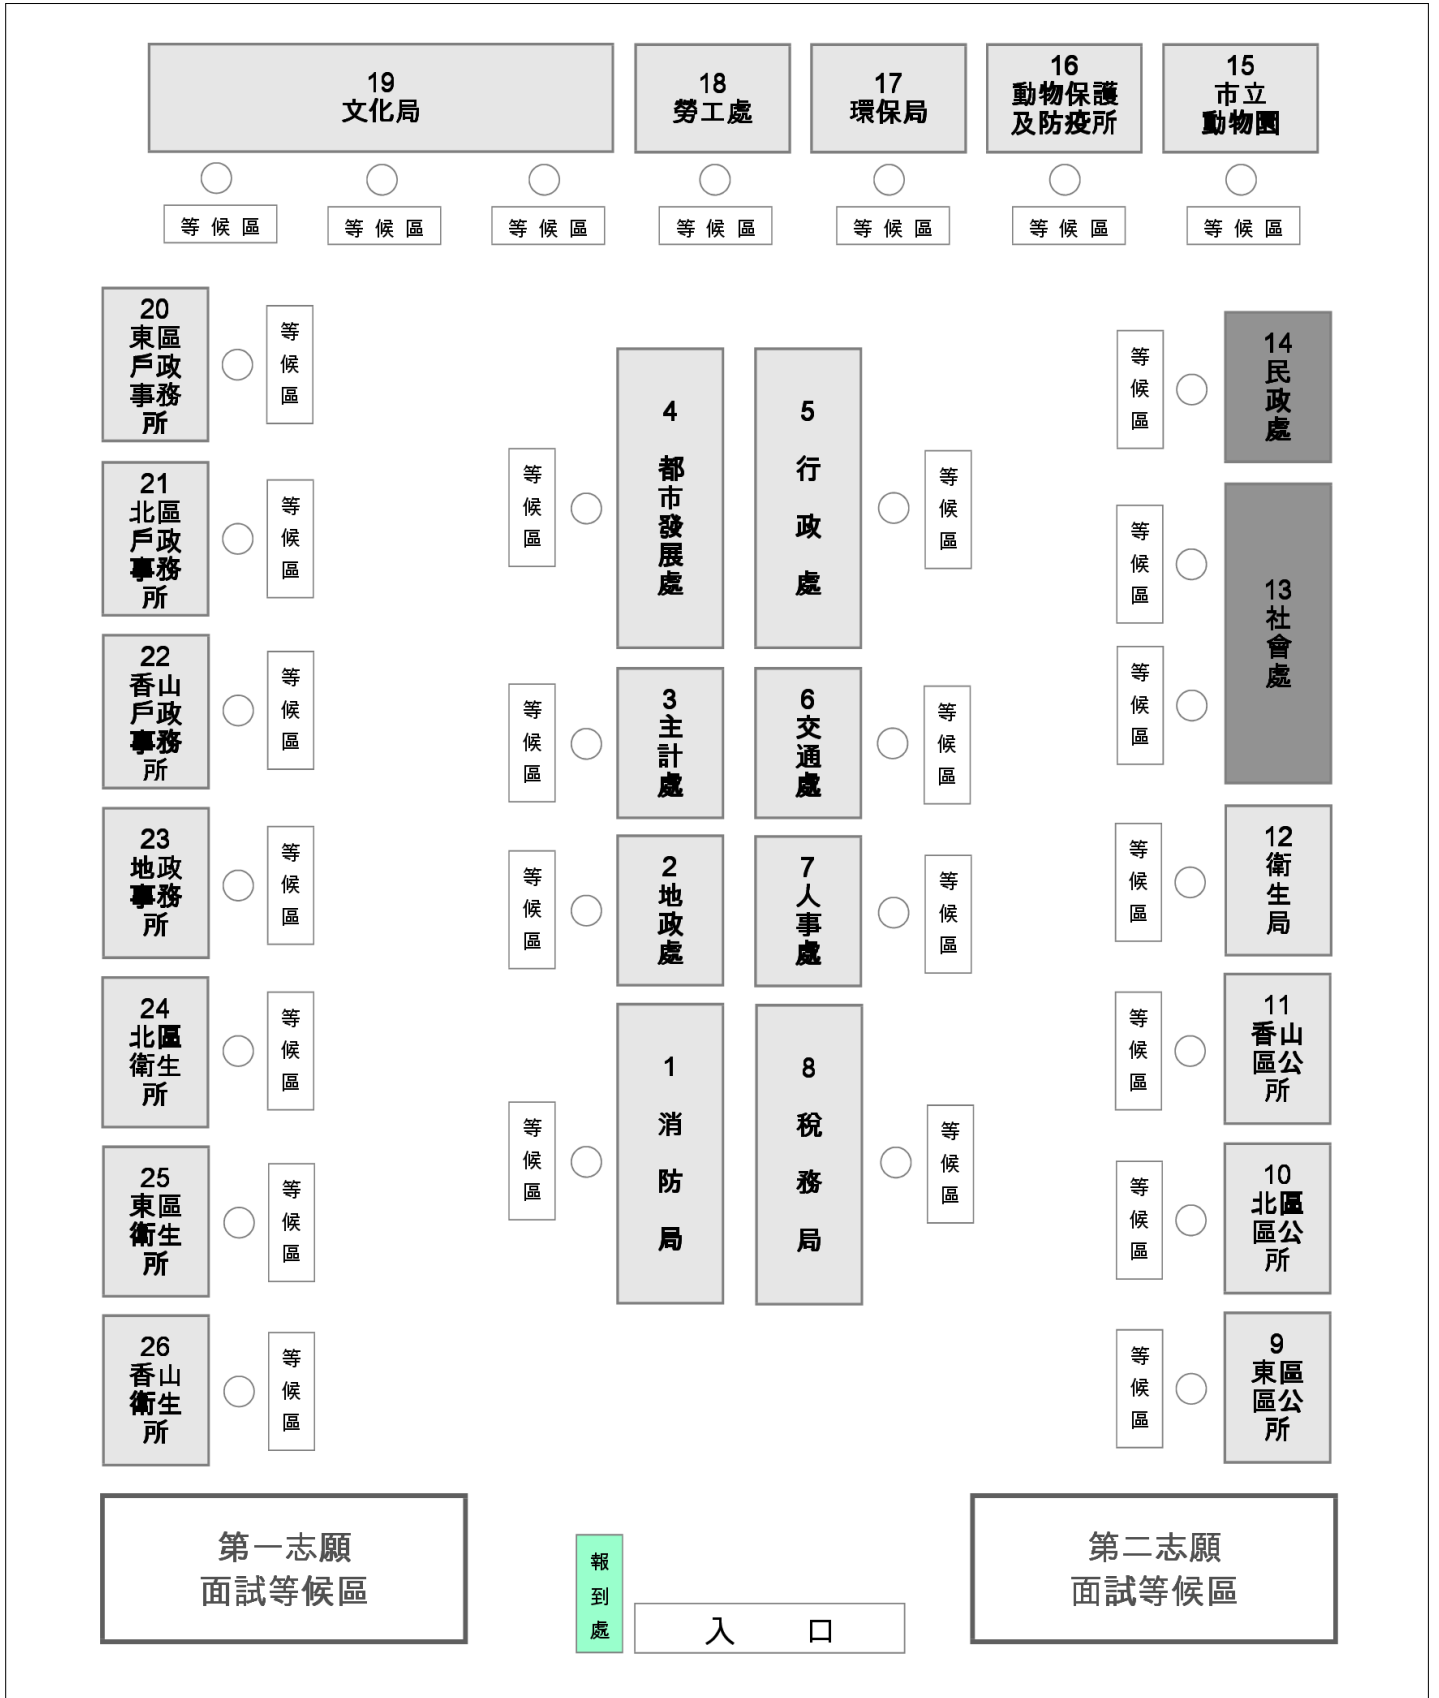 19
文化局
18
勞工處
17
環保局
16
動物保護
及防疫所
15
市立
動物園
等候區
等候區
等候區
等候區
等候區
等候區
等候區
20
東區
戶政
事務
所
等候區
21
北區
戶政
事務
所
等候區
22
香山
戶政
事務
所
等候區
23
地政
事務
所
等候區
24
北區
衛生
所
等候區
25
東區
衛生
所
等候區
26
香山
衛生
所
等候區
等候區
4
都市發展處
等候區
3
主計處
等候區
2
地政處
等候區
1
消防局
5
行政處
等候區
6
交通處
等候區
7
人事處
等候區
8
稅務局
等候區
等候區
14
民政處
等候區
等候區
13
社會處
等候區
12
衛生局
等候區
11
香山
區公
所
等候區
10
北區
區公
所
等候區
9
東區
區公
所
第一志願
面試等候區
報到處
入口
第二志願
面試等候區